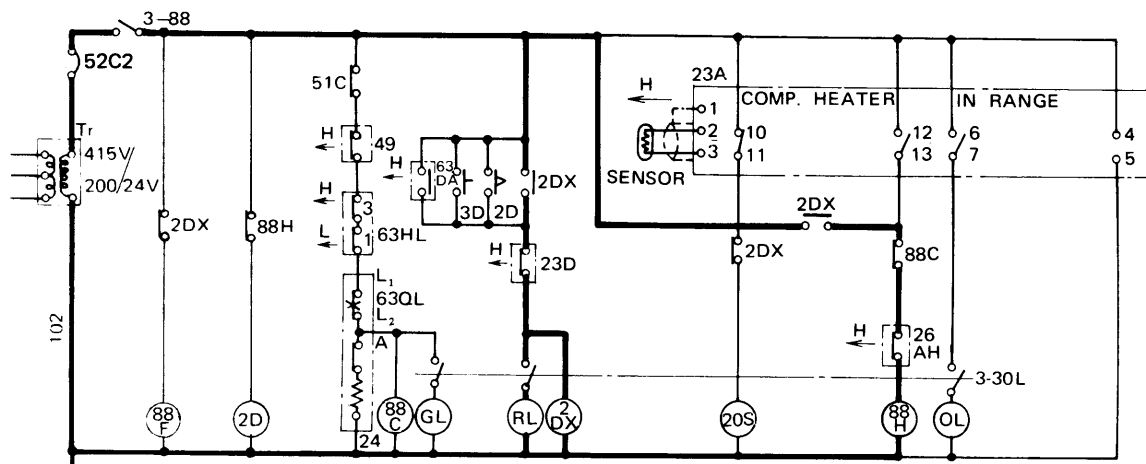 3-88
52C2
Tr
415V
200/24V
102
2DX
88H
51C
H
49
H
3
L
1
63HL
L1
63QL
L2
A
24
H
63
DA
3D
2D
2DX
H
23D
H
23A
COMP. HEATER
IN RANGE
1
2
3
SENSOR
10
11
12
13
6
7
4
5
2DX
2DX
88C
H
26
AH
3-30L
88
F
2D
88
C
GL
RL
2
DX
20S
88
H
OL